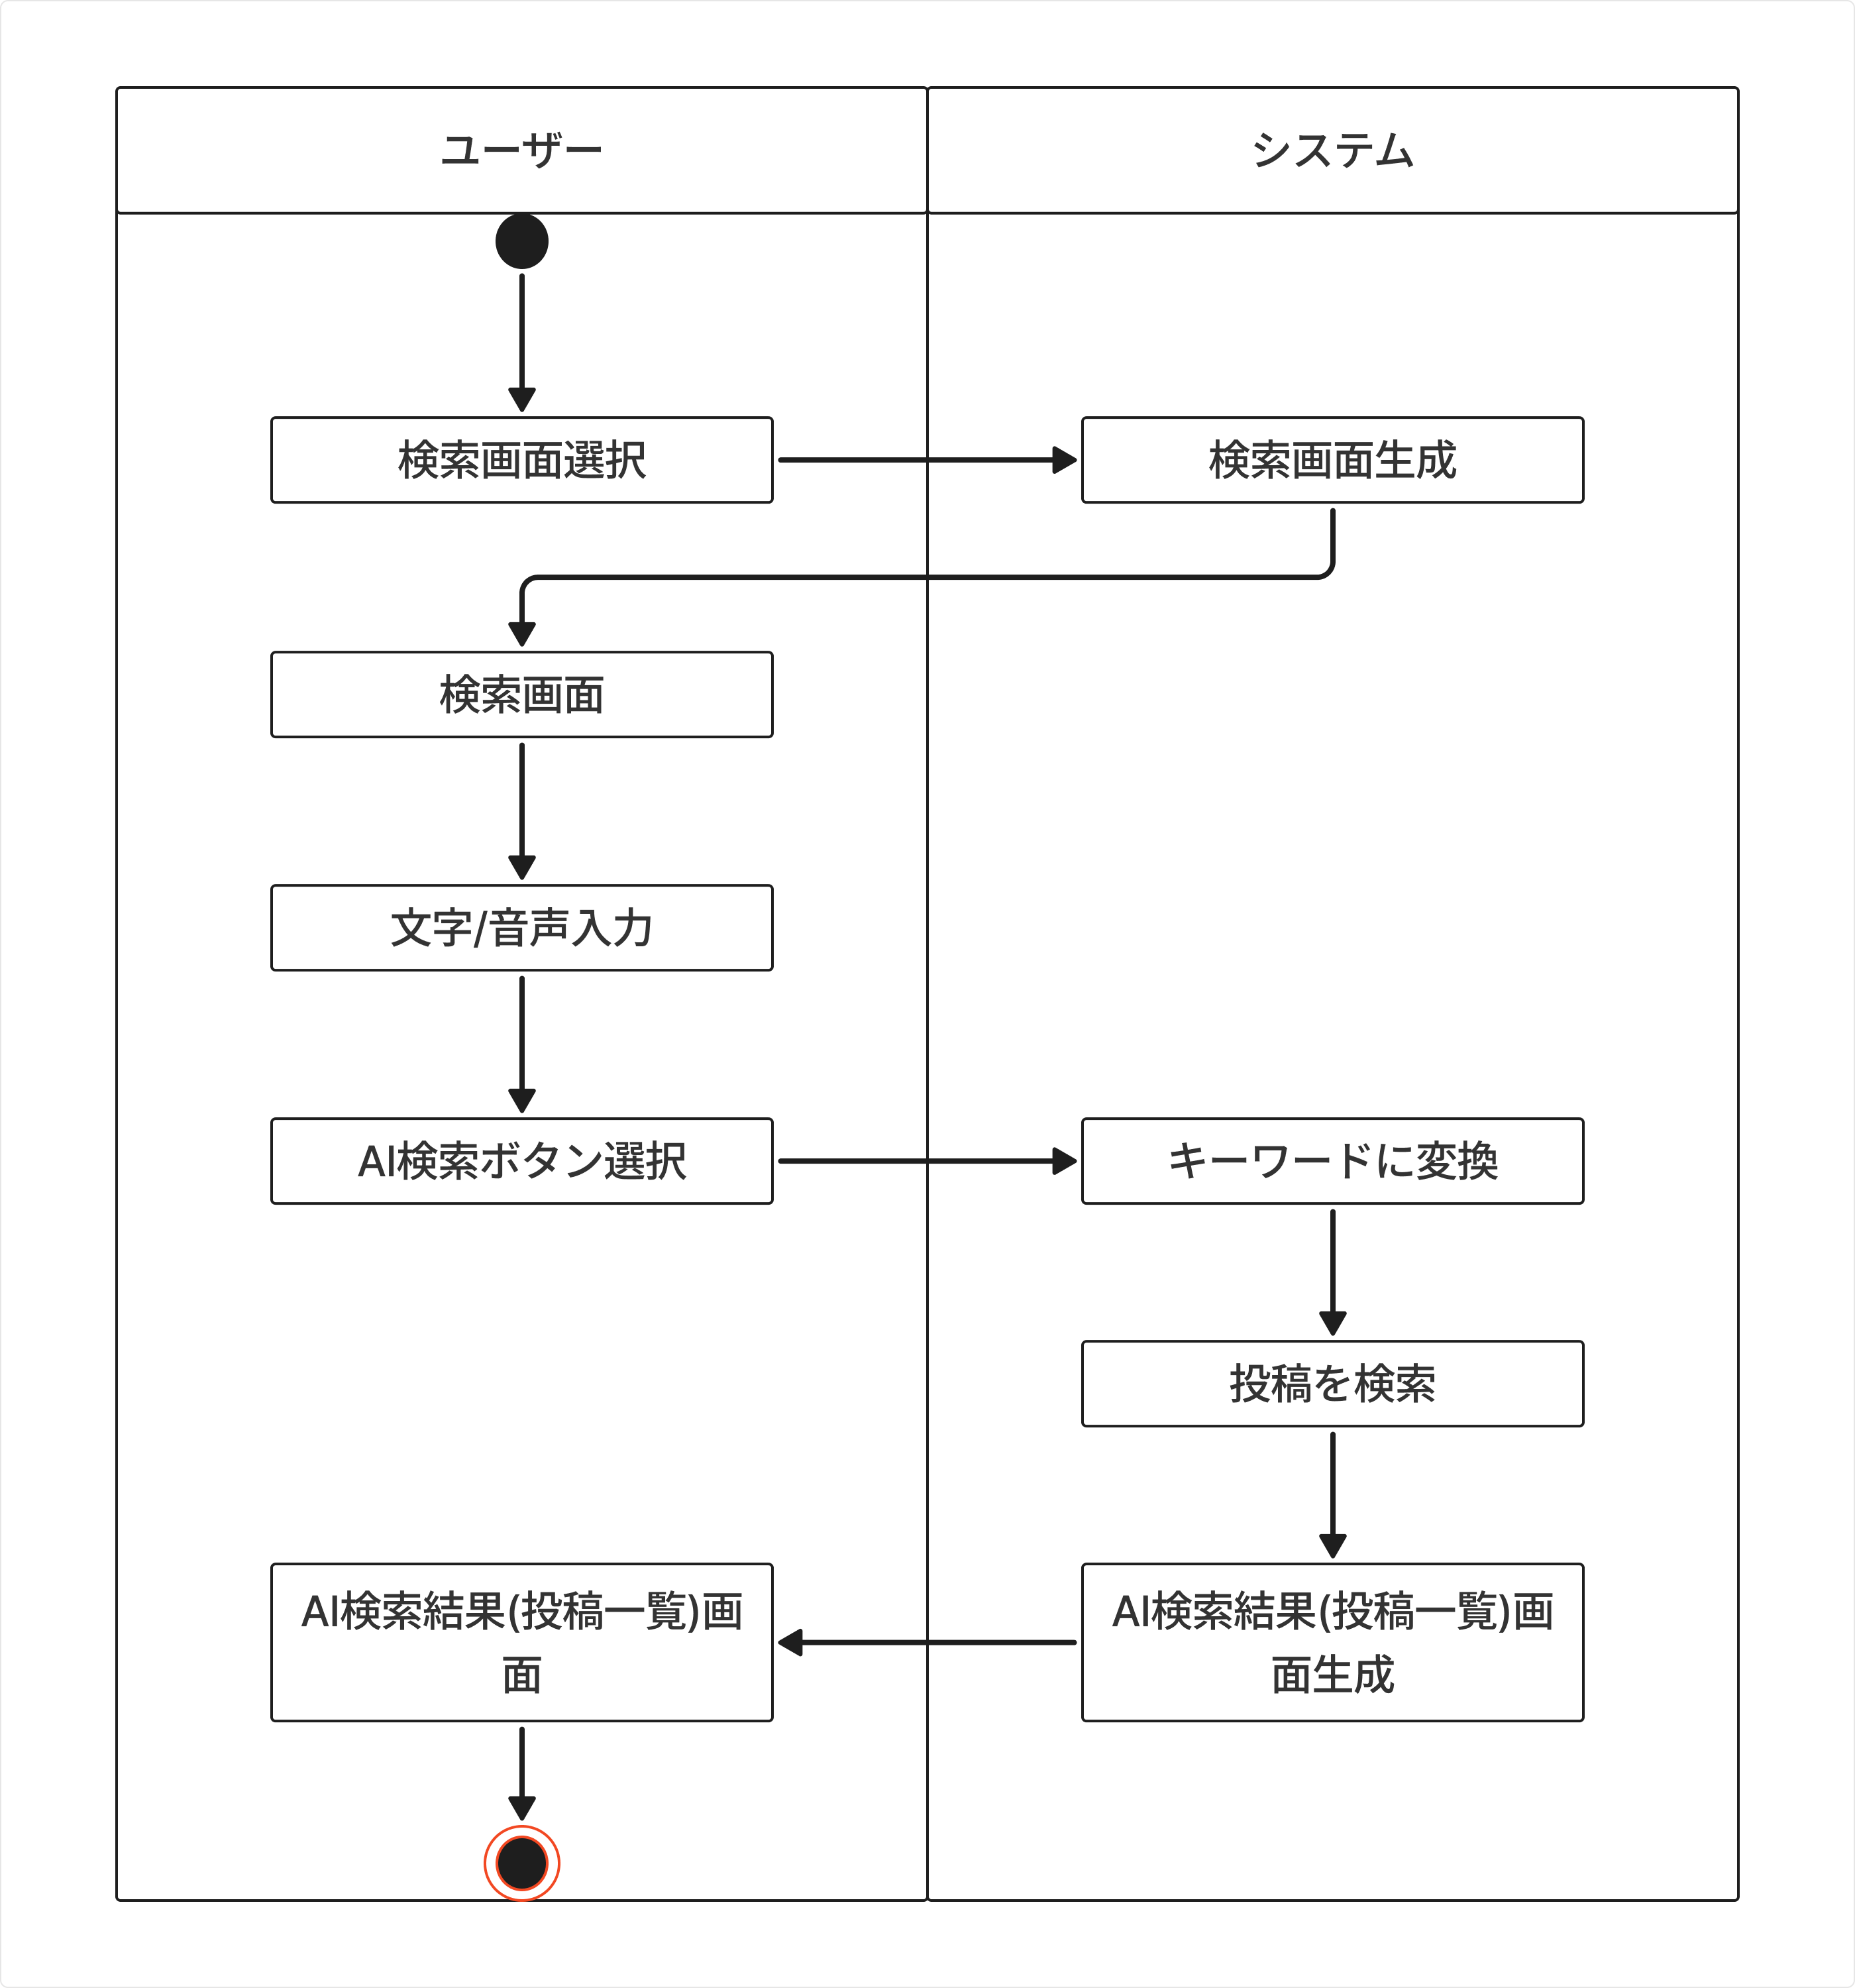 ユーザー
システム
検索画面選択
検索画面生成
検索画面
文字/音声入力
AI検索ボタン選択
キーワードに変換
投稿を検索
AI検索結果(投稿一覧)画
面生成
AI検索結果(投稿一覧)画
面